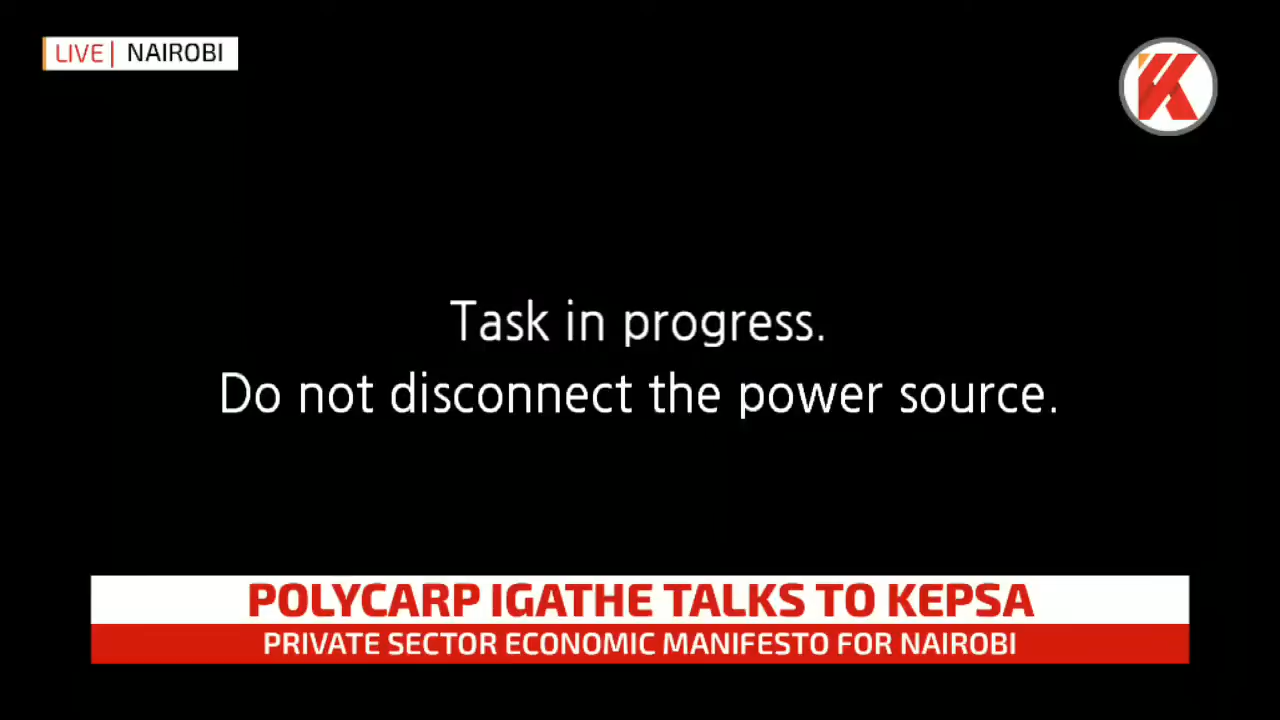 LIVE| NAIROBI
K
Task in progress.
Do not disconnect the power source.
POLYCARP IGATHE TALKS TO KEPSA
PRIVATE SECTOR ECONOMIC MANIFESTO FOR NAIROBI